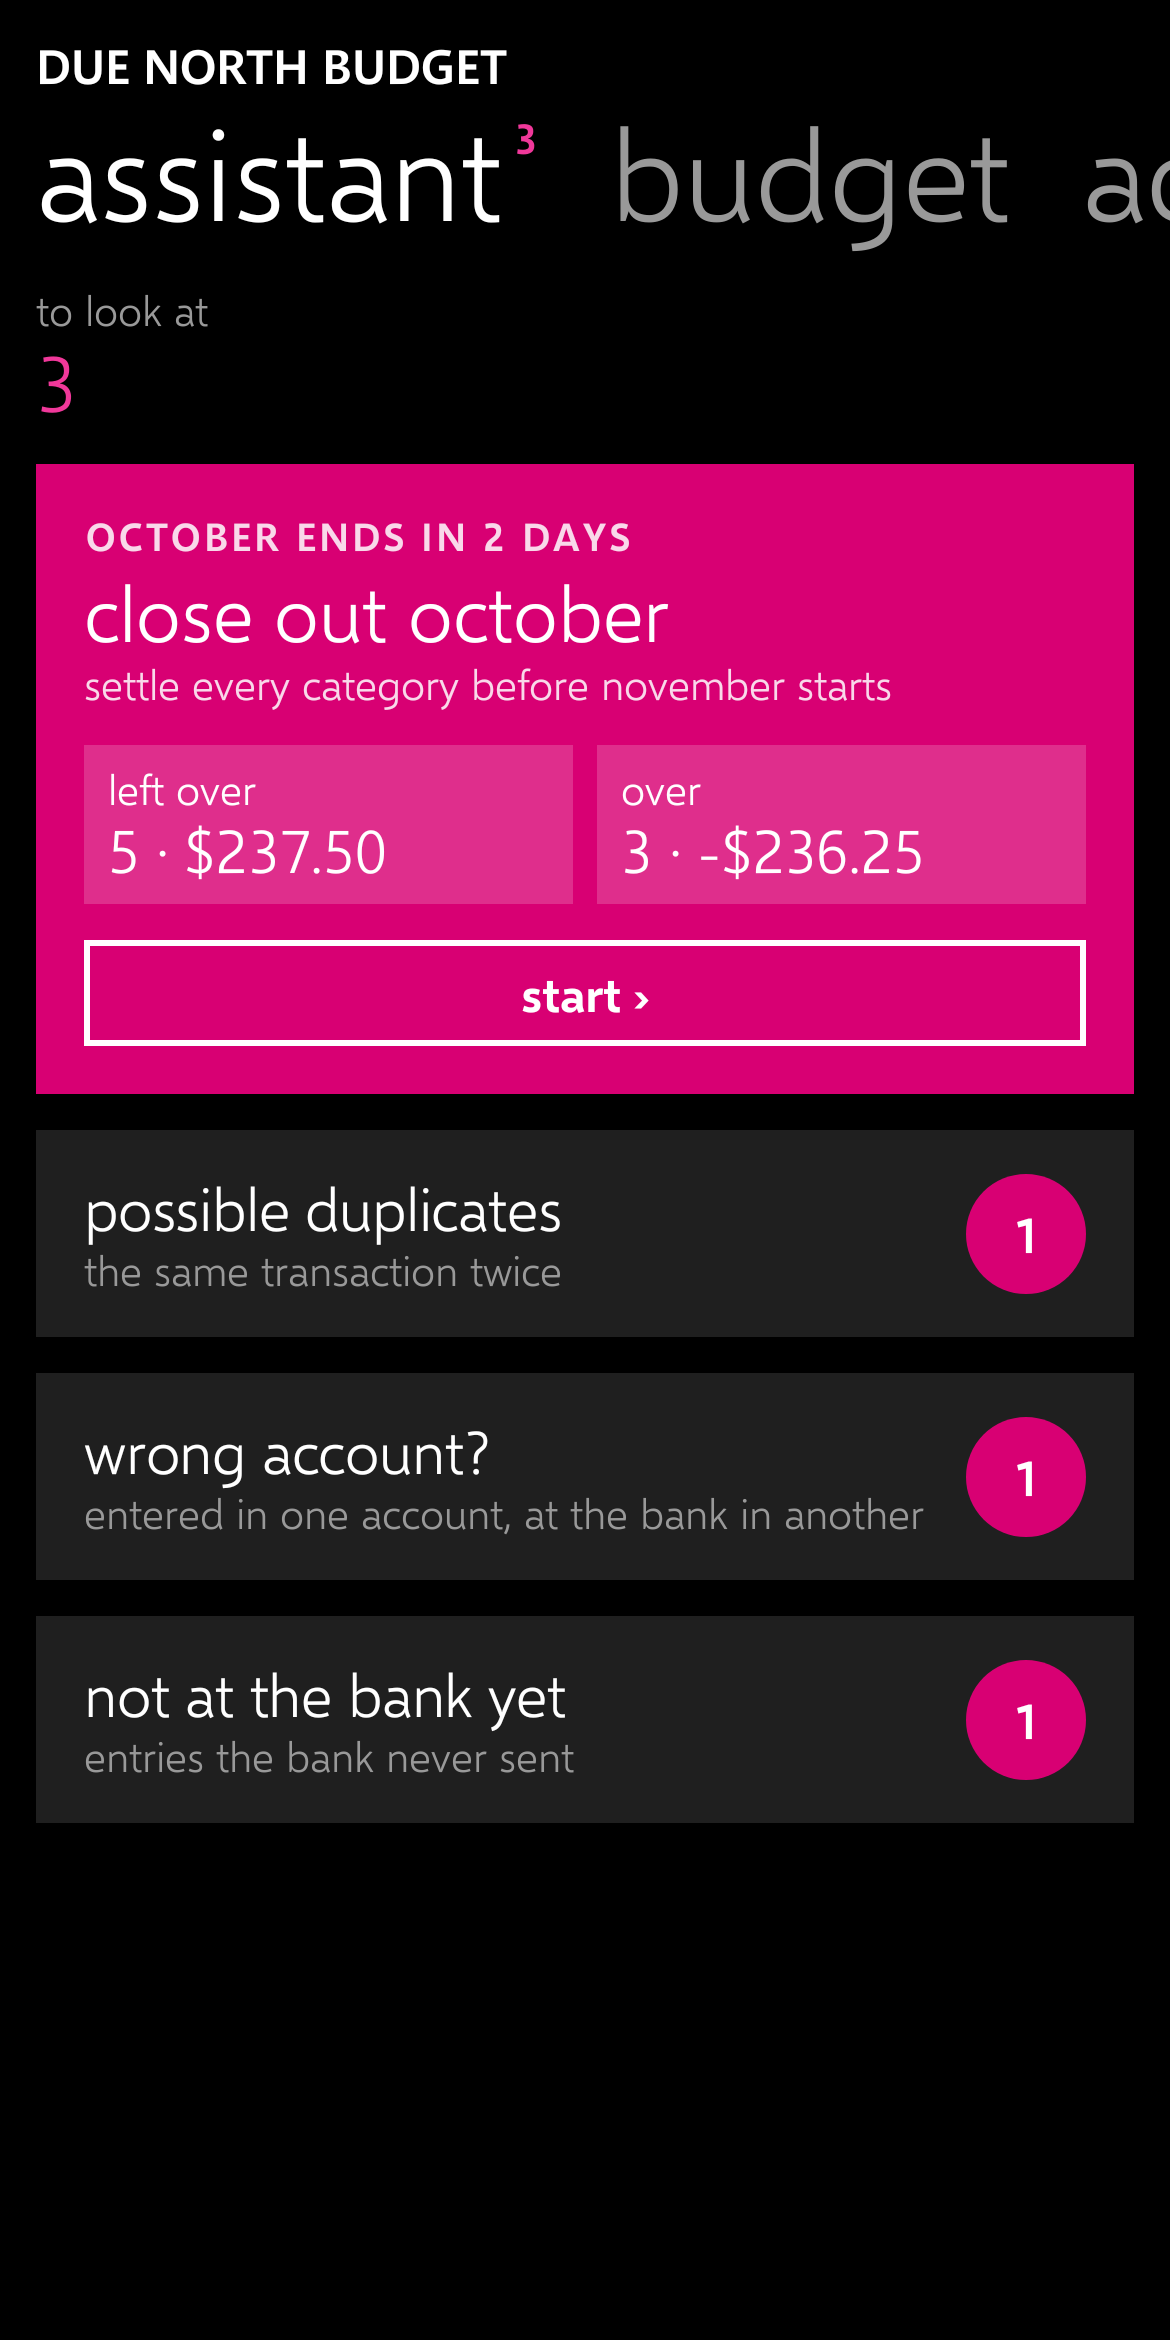 DUE NORTH BUDGET
assistant 3 budget
to look at
3
OCTOBER ENDS IN 2 DAYS
close out october
settle every category before november starts
left over
5 · $237.50
over
3 · -$236.25
start ›
possible duplicates
the same transaction twice
1
wrong account?
entered in one account, at the bank in another
1
not at the bank yet
entries the bank never sent
1